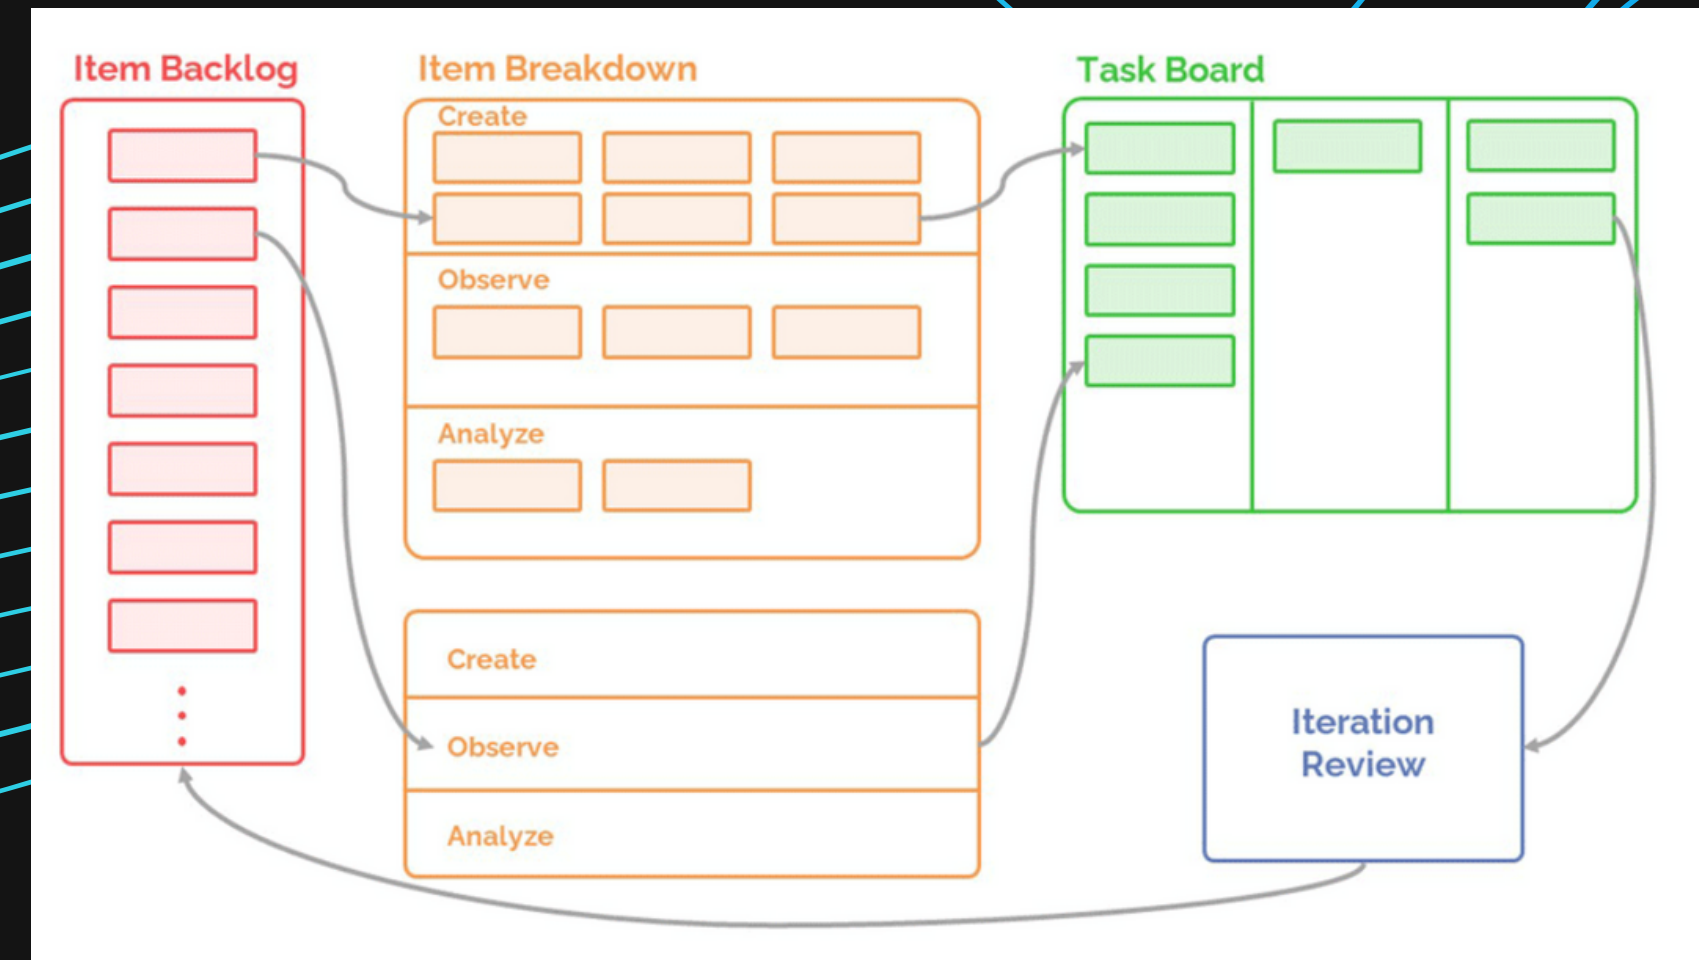 Item Backlog
Item Breakdown
Create
Observe
Analyze
Create
Observe
Analyze
Task Board
Iteration
Review